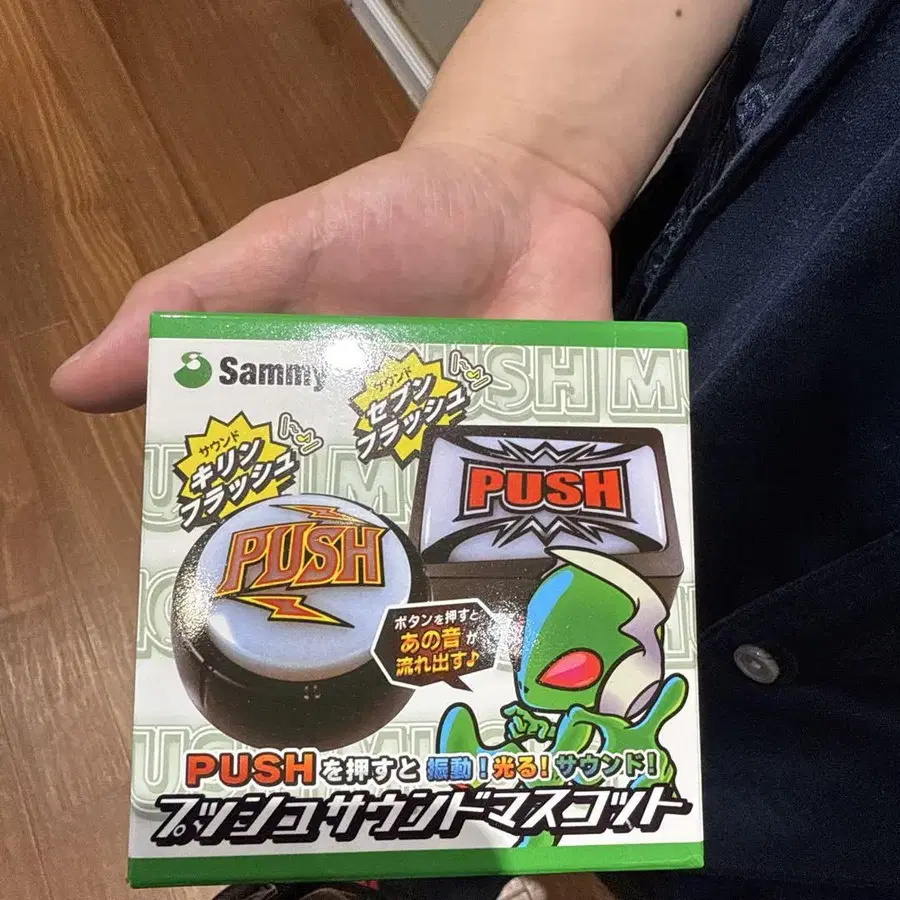 Sammy
サウンド
セブン
フラッシュ
サウンド
キリン
フラッシュ
PUSH
PUSH
ボタンを押すと
あの音が
流れ出す♪
PUSHを押すと 振動!光る!サウンド!
プッシュサウンドマスコット